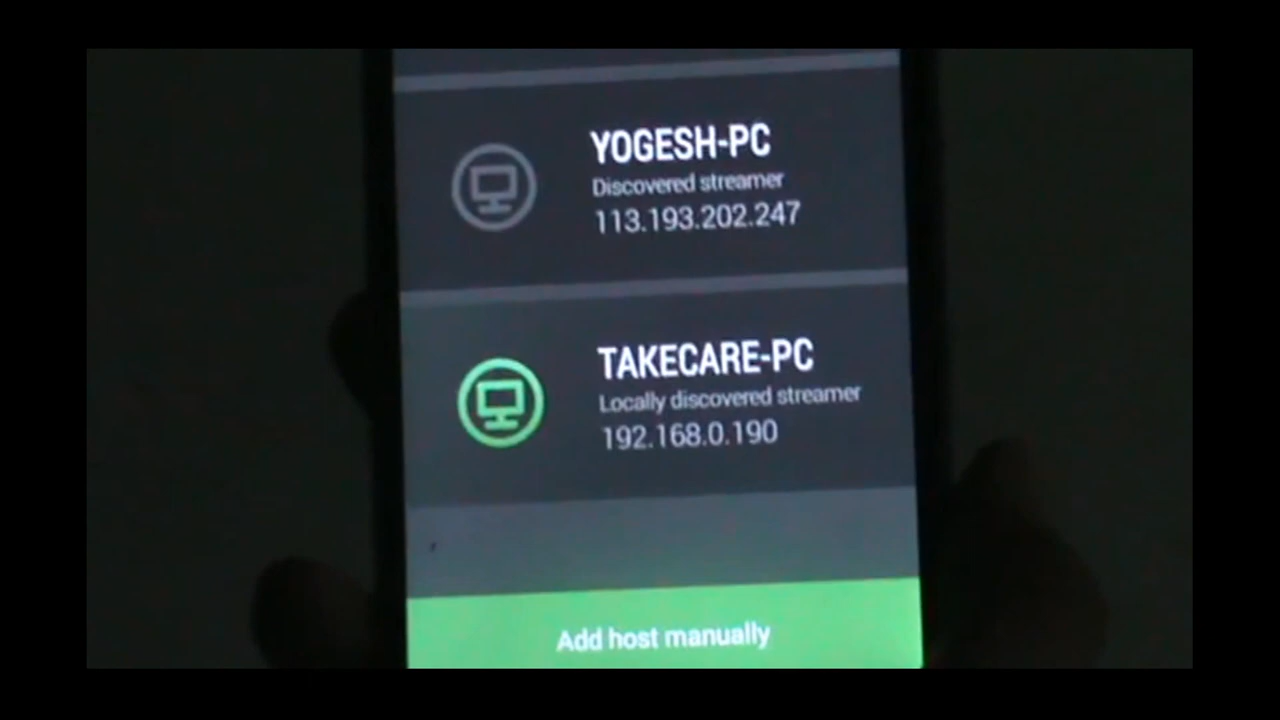 YOGESH-PC
Discovered streamer
113.193.202.247
TAKECARE-PC
Locally discovered streamer
192.168.0.190
Add host manually